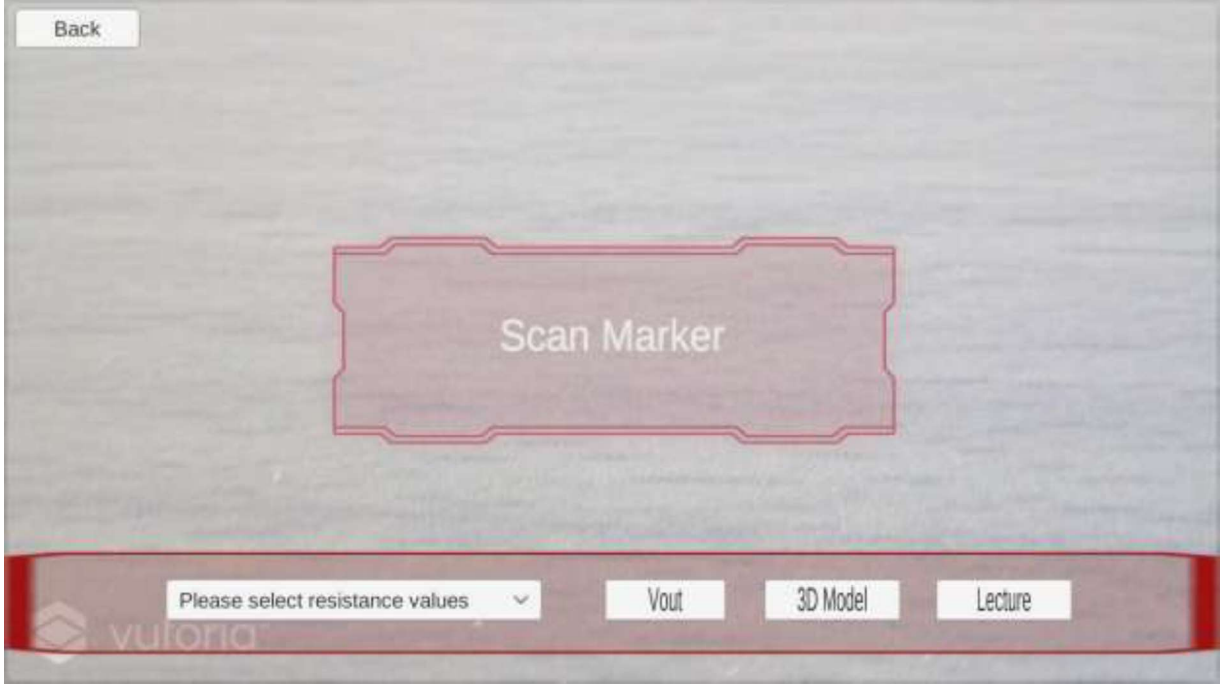 Back
Scan Marker
Please select resistance values
Vout
3D Model
Lecture
vuforia